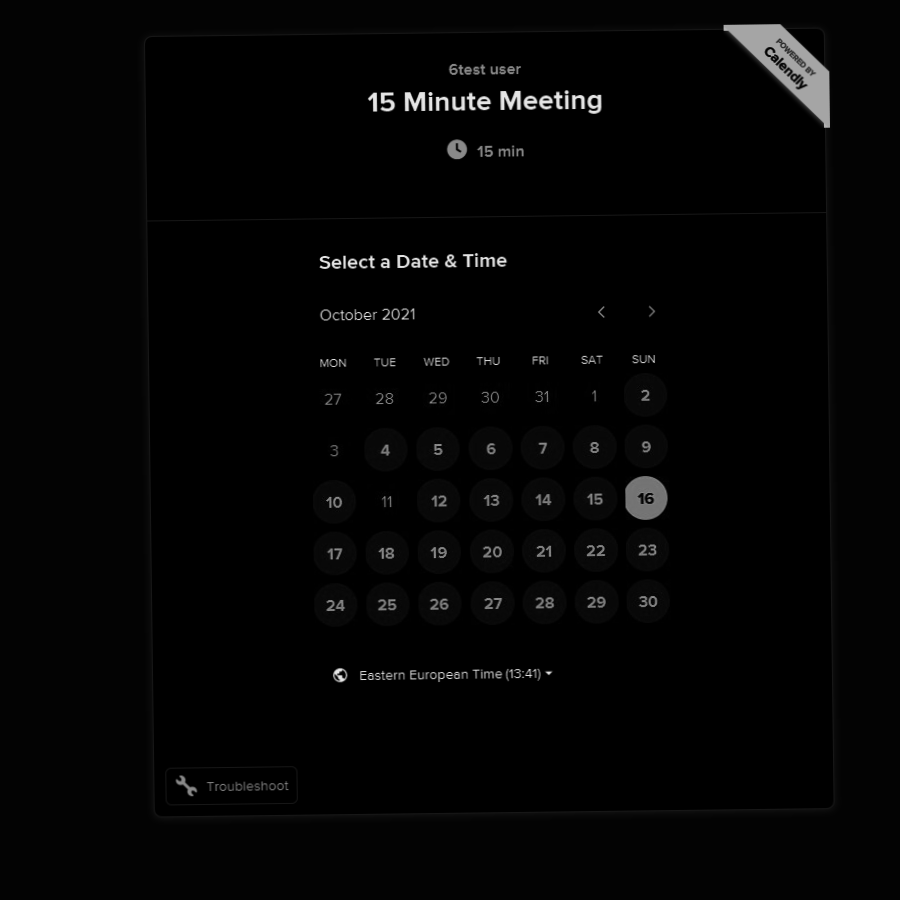 POWERED BY
Calendly
6test user
15 Minute Meeting
15 min
Select a Date & Time
October 2021
MON TUE WED THU FRI SAT SUN
27 28 29 30 31 1 2
3 4 5 6 7 8 9
10 11 12 13 14 15 16
17 18 19 20 21 22 23
24 25 26 27 28 29 30
Eastern European Time (13:41)
Troubleshoot